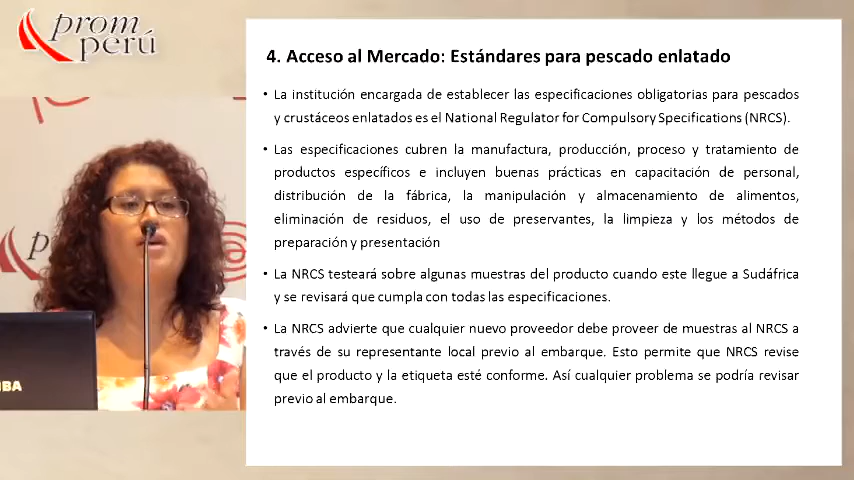 prom
perú
4. Acceso al Mercado: Estándares para pescado enlatado
• La institución encargada de establecer las especificaciones obligatorias para pescados
y crustáceos enlatados es el National Regulator for Compulsory Specifications (NRCS).
• Las especificaciones cubren la manufactura, producción, proceso y tratamiento de
productos específicos e incluyen buenas prácticas en capacitación de personal,
distribución de la fábrica, la manipulación y almacenamiento de alimentos,
eliminación de residuos, el uso de preservantes, la limpieza y los métodos de
preparación y presentación
• La NRCS testeará sobre algunas muestras del producto cuando este llegue a Sudáfrica
y se revisará que cumpla con todas las especificaciones.
• La NRCS advierte que cualquier nuevo proveedor debe proveer de muestras al NRCS a
través de su representante local previo al embarque. Esto permite que NRCS revise
que el producto y la etiqueta esté conforme. Así cualquier problema se podría revisar
previo al embarque.